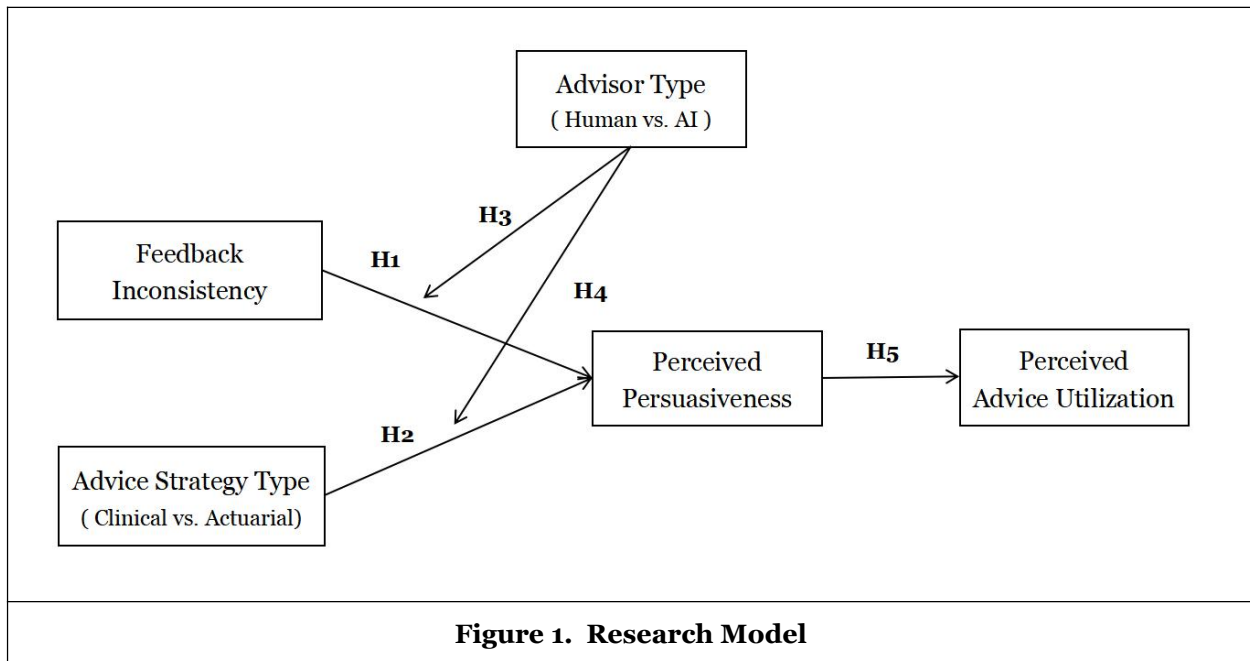 Advisor Type
( Human vs. AI )
H3
Feedback
Inconsistency
H1
H4
Perceived
Persuasiveness
H5
Perceived
Advice Utilization
H2
Advice Strategy Type
( Clinical vs. Actuarial)
Figure 1. Research Model